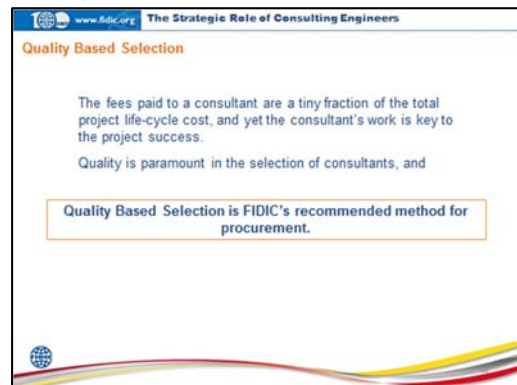 www.fidic.org The Strategic Role of Consulting Engineers
Quality Based Selection
The fees paid to a consultant are a tiny fraction of the total
project life-cycle cost, and yet the consultant's work is key to
the project success.
Quality is paramount in the selection of consultants, and
Quality Based Selection is FIDIC's recommended method for
procurement.